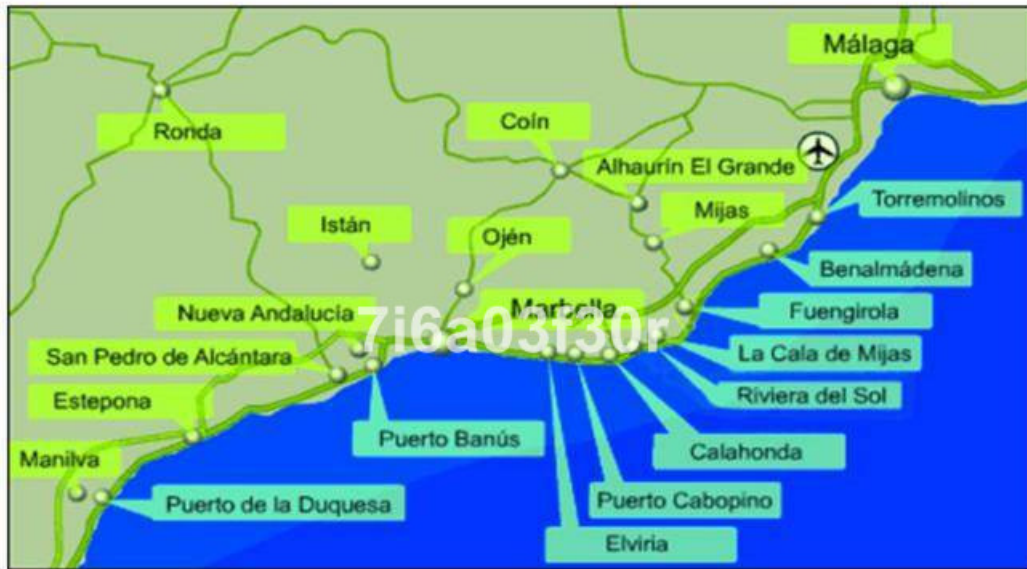 Málaga
Ronda
Coín
Alhaurín El Grande
Torremolinos
Mijas
Istán
Ojén
Benalmádena
Nueva Andalucía
Marbella
Fuengirola
7i6a03f30r
San Pedro de Alcántara
La Cala de Mijas
Riviera del Sol
Estepona
Puerto Banús
Calahonda
Manilva
Puerto de la Duquesa
Puerto Cabopino
Elviria